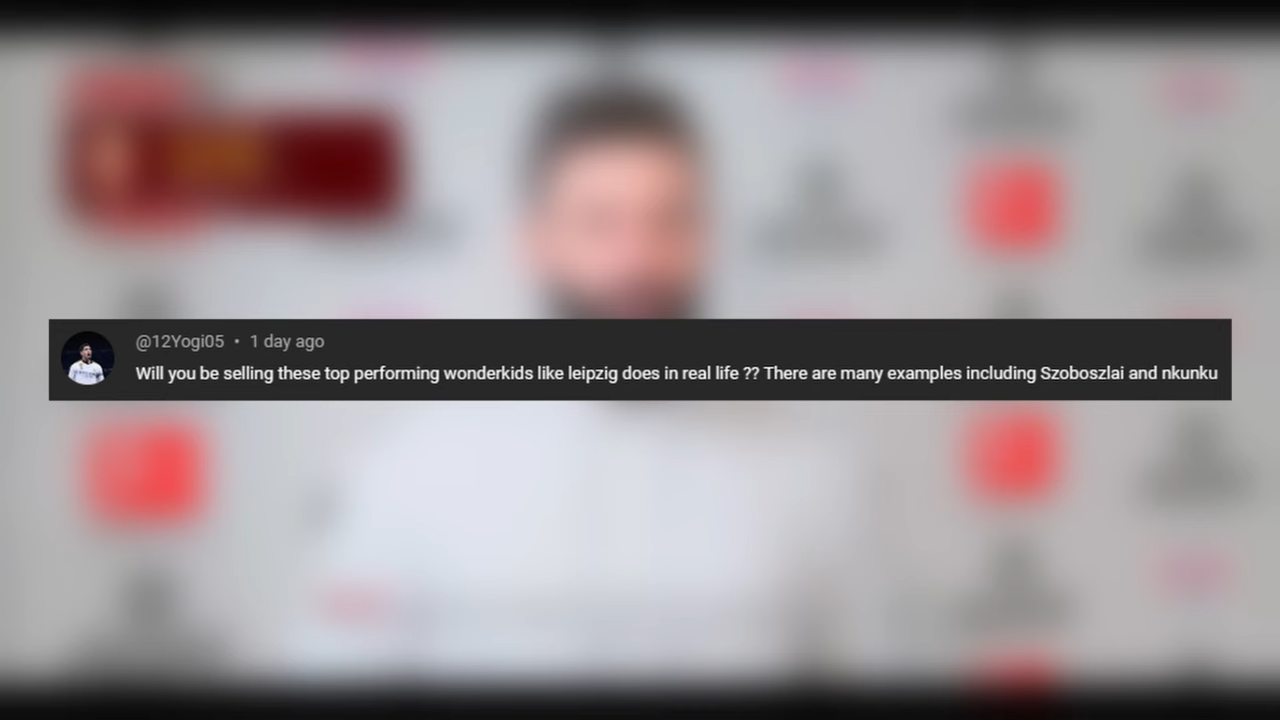 @12Yogi05 • 1 day ago
Will you be selling these top performing wonderkids like leipzig does in real life ?? There are many examples including Szoboszlai and nkunku